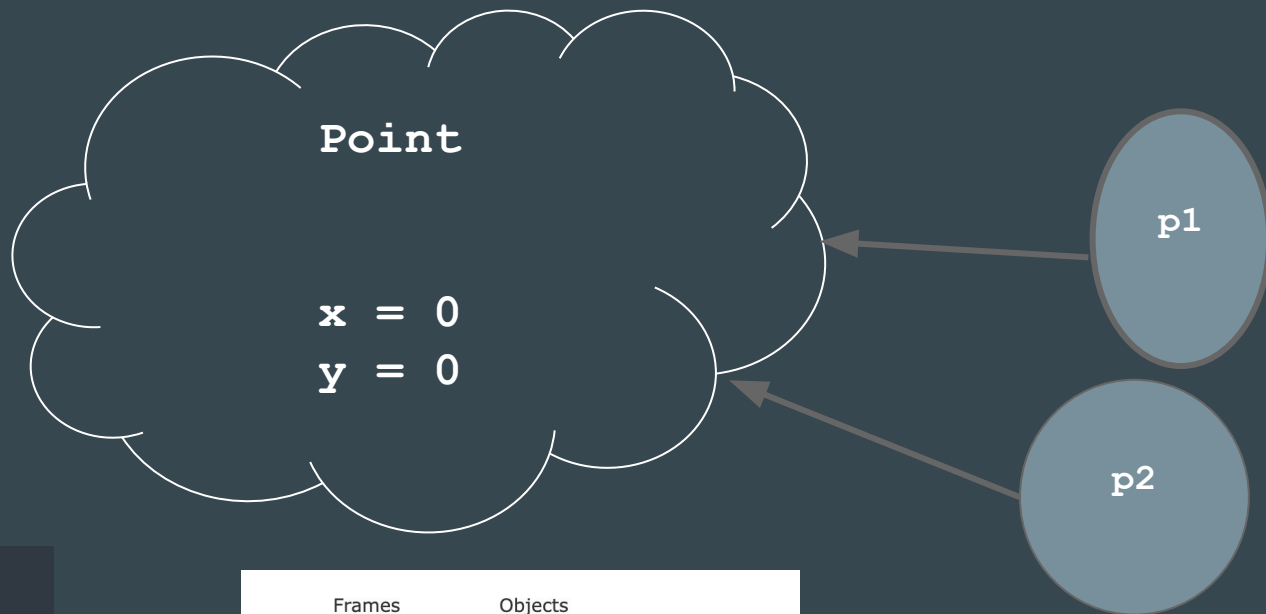 Point
x = 0
y = 0
p1
p2
Frames Objects